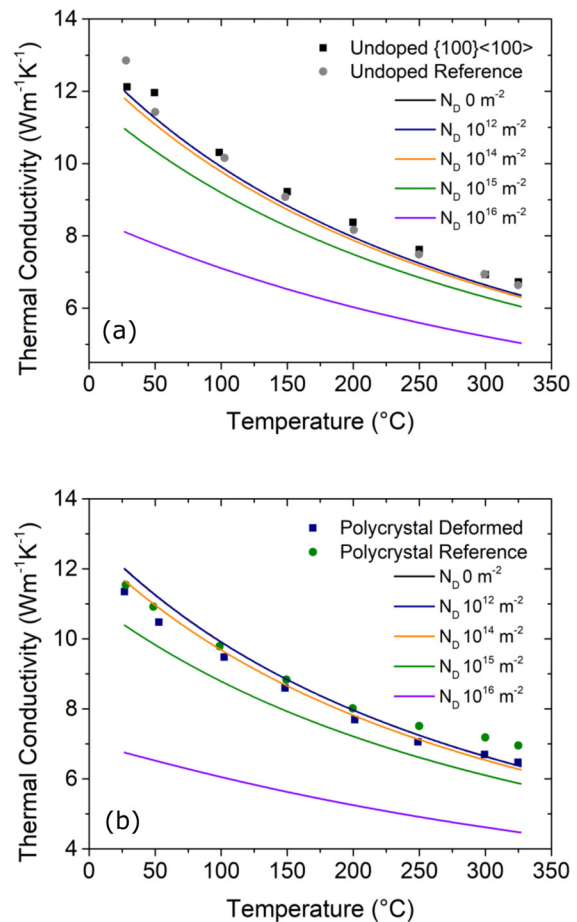 14
12
10
8
6
Thermal Conductivity (Wm⁻¹K⁻¹)
Undoped {100}<100>
Undoped Reference
N_D 0 m⁻²
N_D 10¹² m⁻²
N_D 10¹⁴ m⁻²
N_D 10¹⁵ m⁻²
N_D 10¹⁶ m⁻²
(a)
0 50 100 150 200 250 300 350
Temperature (°C)
14
12
10
8
6
4
Thermal Conductivity (Wm⁻¹K⁻¹)
Polycrystal Deformed
Polycrystal Reference
N_D 0 m⁻²
N_D 10¹² m⁻²
N_D 10¹⁴ m⁻²
N_D 10¹⁵ m⁻²
N_D 10¹⁶ m⁻²
(b)
0 50 100 150 200 250 300 350
Temperature (°C)